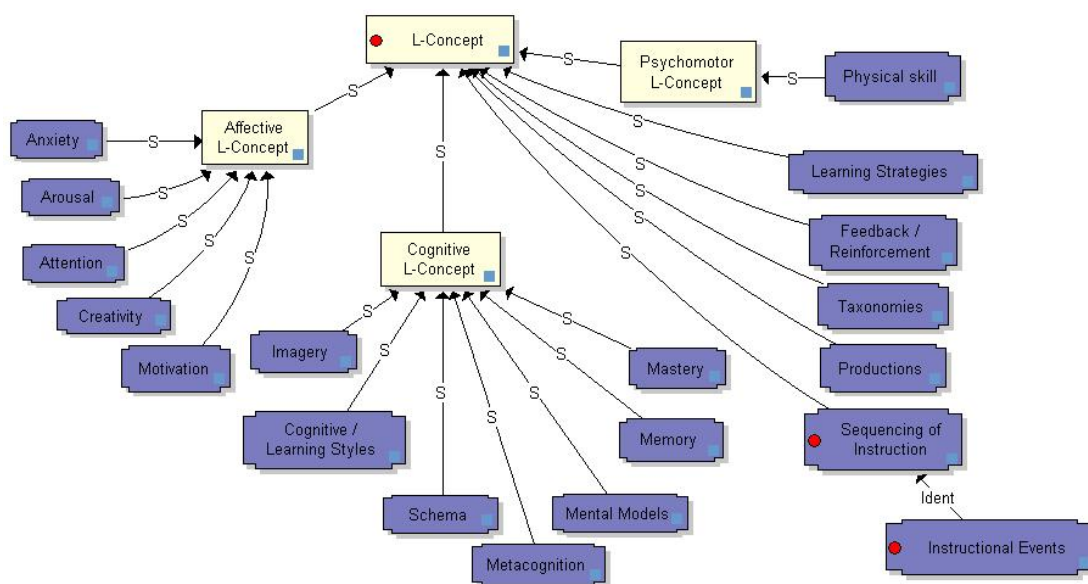 L-Concept
S
Psychomotor
L-Concept
S
Physical skill
S
Affective
L-Concept
Anxiety
S
S
S
Learning Strategies
Arousal
S
S
S
Feedback /
Reinforcement
Attention
S
S
S
Cognitive
L-Concept
S
S
Taxonomies
Creativity
S
S
Imagery
Motivation
S
S
Mastery
Productions
S
S
Cognitive /
Learning Styles
S
S
Memory
Sequencing of
Instruction
Ident
Schema
Mental Models
Metacognition
Instructional Events